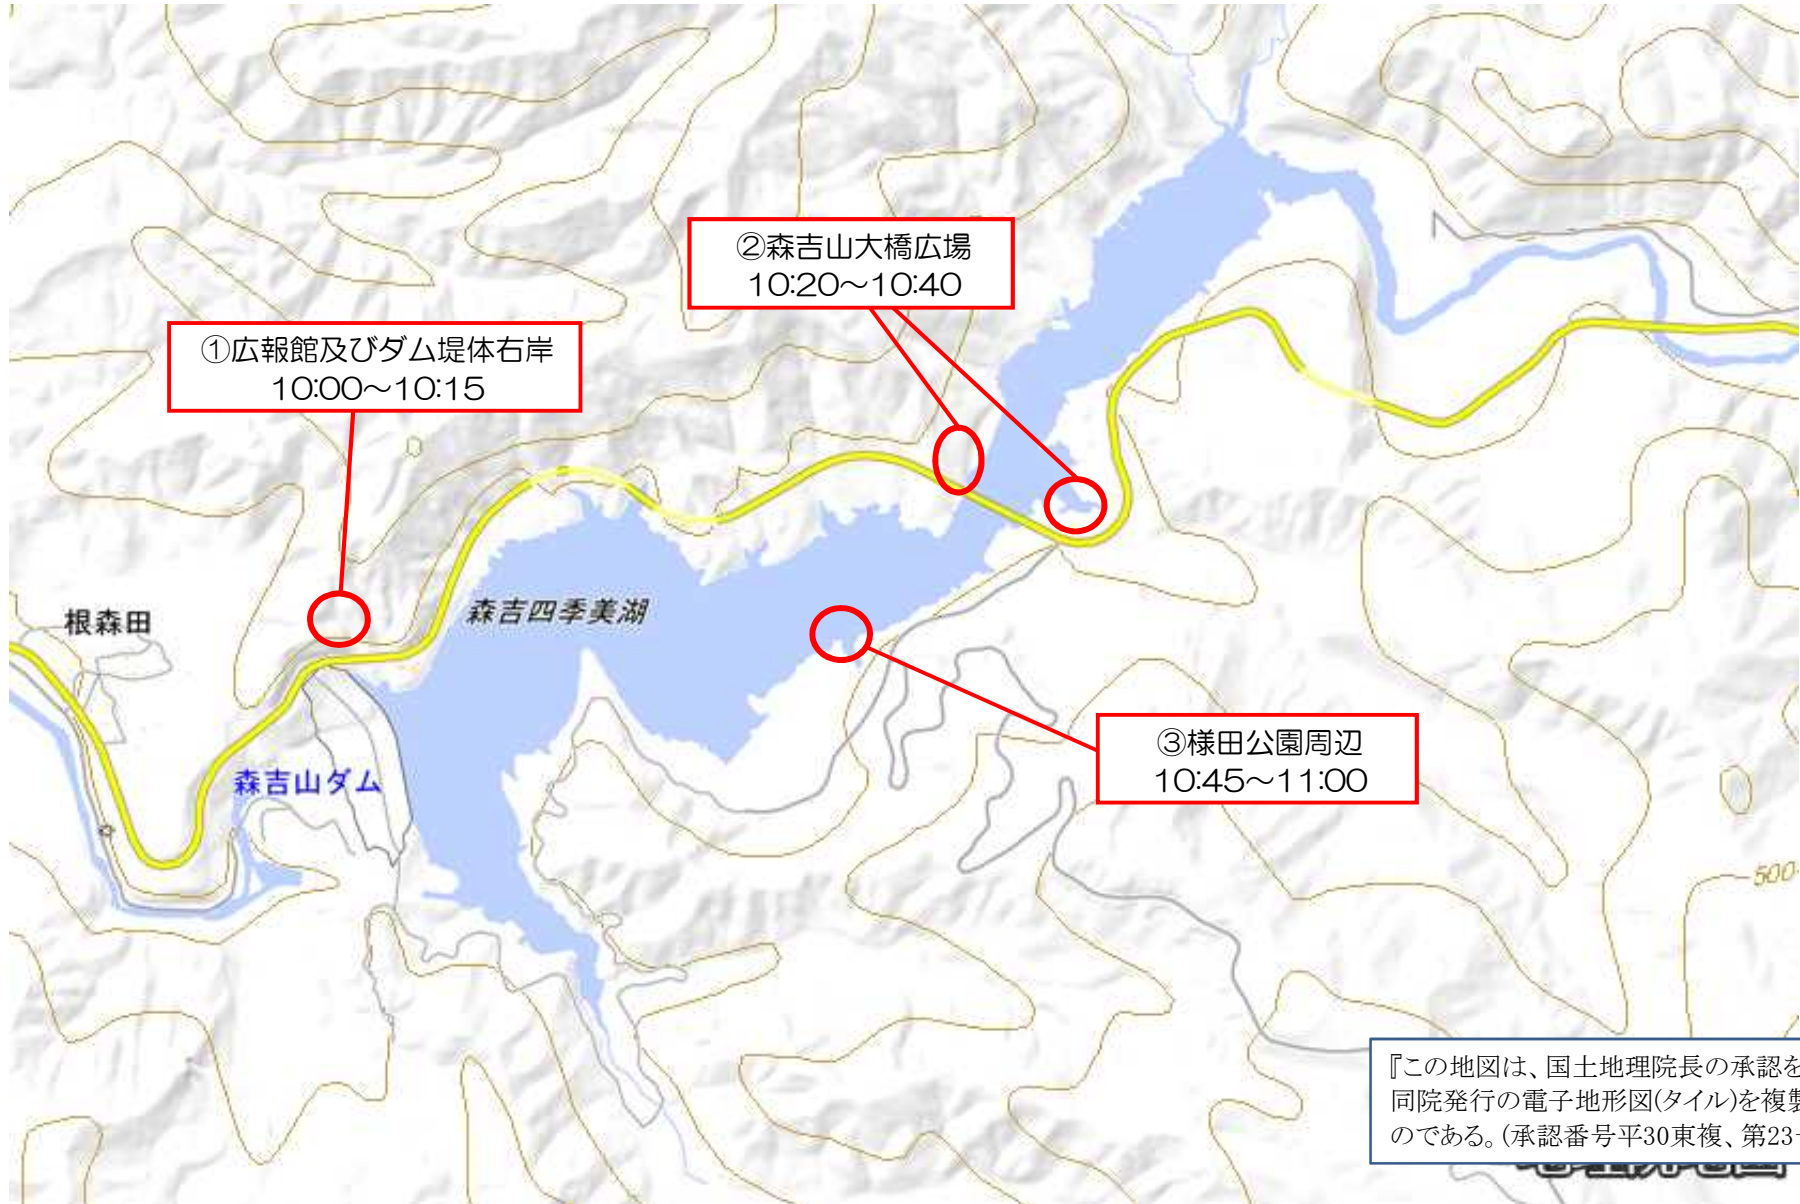 ②森吉山大橋広場
10:20～10:40
①広報館及びダム堤体右岸
10:00～10:15
根森田
森吉四季美湖
③様田公園周辺
10:45～11:00
森吉山ダム
500
『この地図は、国土地理院長の承認を
同院発行の電子地形図(タイル)を複製
のである。(承認番号平30東複、第23